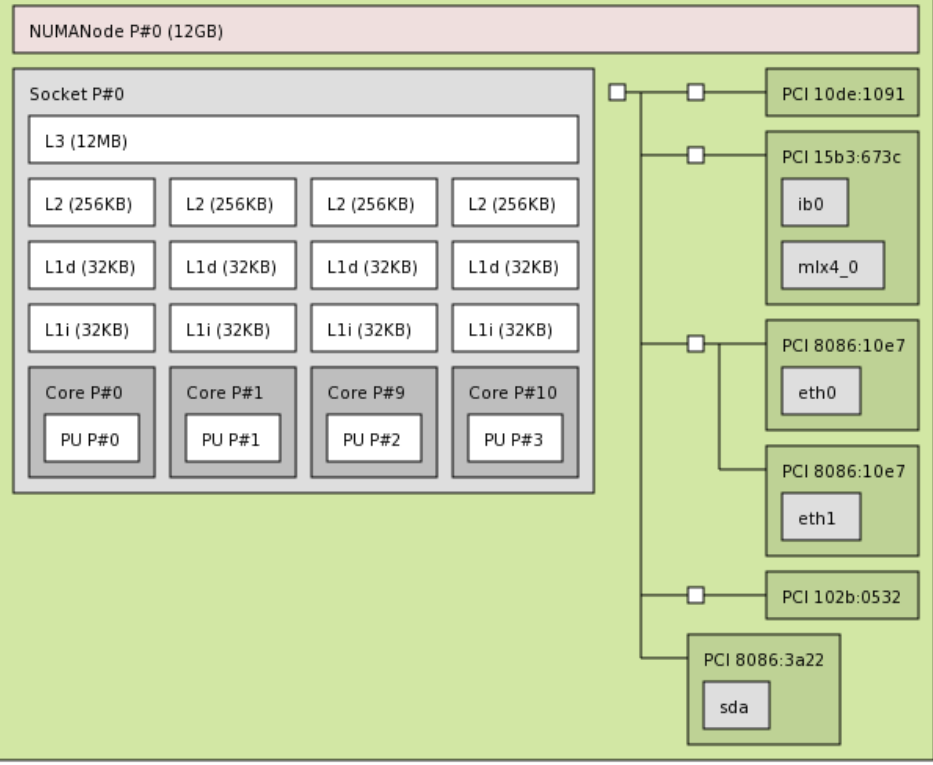 NUMANode P#0 (12GB)
Socket P#0
L3 (12MB)
L2 (256KB) L2 (256KB) L2 (256KB) L2 (256KB)
L1d (32KB) L1d (32KB) L1d (32KB) L1d (32KB)
L1i (32KB) L1i (32KB) L1i (32KB) L1i (32KB)
Core P#0 Core P#1 Core P#9 Core P#10
PU P#0 PU P#1 PU P#2 PU P#3
PCI 10de:1091
PCI 15b3:673c
ib0
mlx4_0
PCI 8086:10e7
eth0
PCI 8086:10e7
eth1
PCI 102b:0532
PCI 8086:3a22
sda